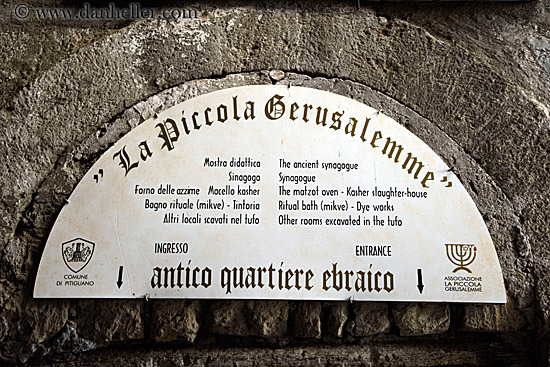 © www.danheller.com
"La Piccola Gerusalemme"
Mostra didattica The ancient synagogue
Sinagoga Synagogue
Forno delle azzime Macello kasher The matzot oven - Kasher slaughter-house
Bagno rituale (mikve) - Tintoria Ritual bath (mikve) - Dye works
Altri locali scavati nel tufo Other rooms excavated in the tufo
INGRESSO ENTRANCE
antico quartiere ebraico
COMUNE
DI PITIGLIANO
ASSOCIAZIONE
LA PICCOLA
GERUSALEMME